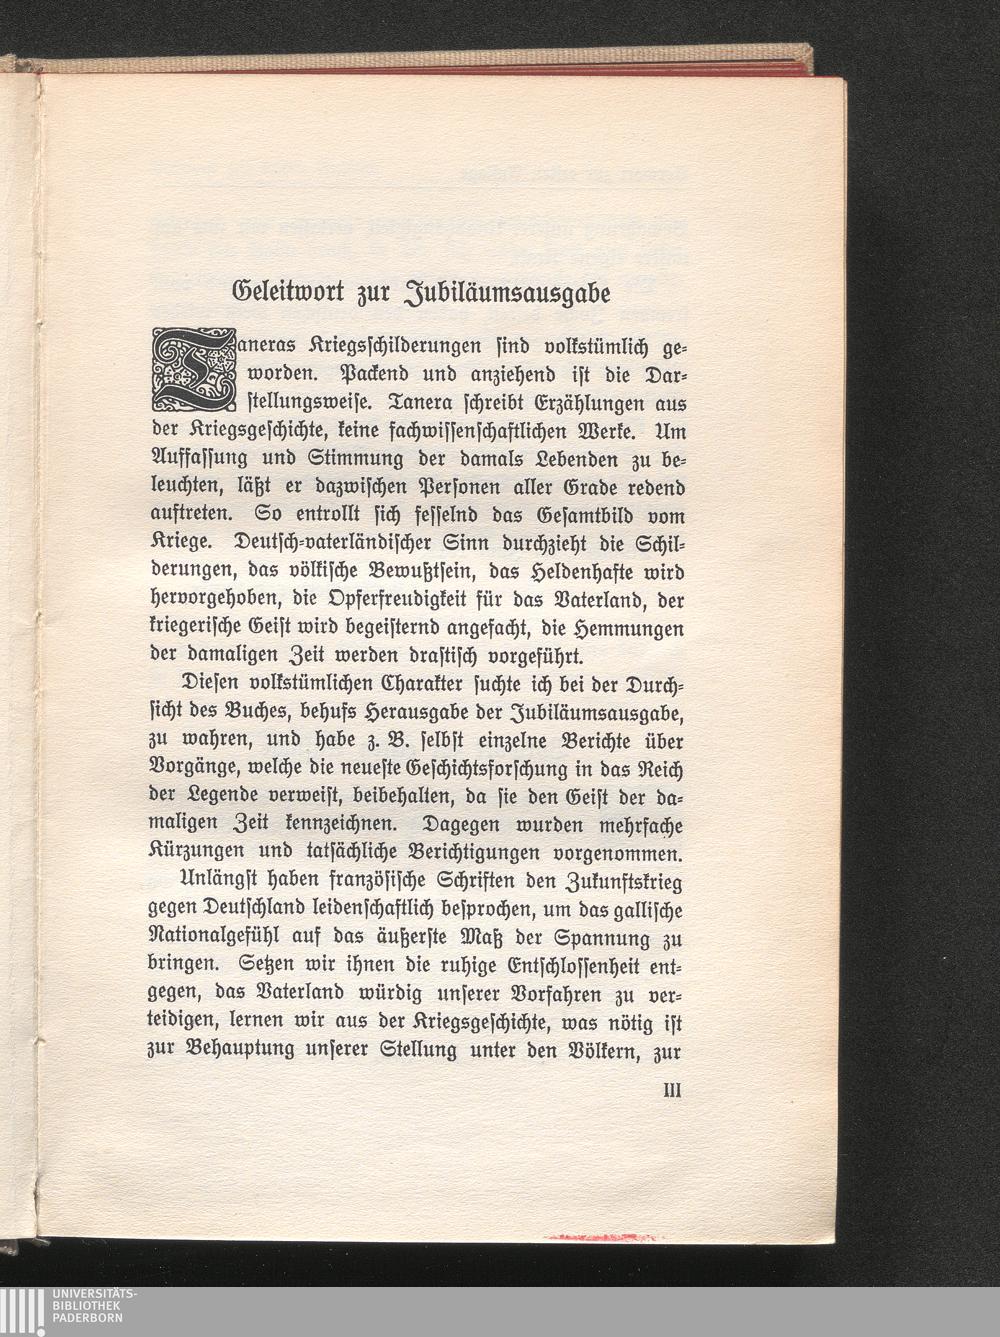 Geleitwort zur Jubiläumsausgabe
Taneras Kriegsschilderungen sind volkstümlich ge-
worden. Packend und anziehend ist die Dar-
stellungsweise. Tanera schreibt Erzählungen aus
der Kriegsgeschichte, keine fachwissenschaftlichen Werke. Um
Auffassung und Stimmung der damals Lebenden zu be-
leuchten, läßt er dazwischen Personen aller Grade redend
auftreten. So entrollt sich fesselnd das Gesamtbild vom
Kriege. Deutsch-vaterländischer Sinn durchzieht die Schil-
derungen, das völkische Bewußtsein, das Heldenhafte wird
hervorgehoben, die Opferfreudigkeit für das Vaterland, der
kriegerische Geist wird begeisternd angefacht, die Hemmungen
der damaligen Zeit werden drastisch vorgeführt.
Diesen volkstümlichen Charakter suchte ich bei der Durch-
sicht des Buches, behufs Herausgabe der Jubiläumsausgabe,
zu wahren, und habe z. B. selbst einzelne Berichte über
Vorgänge, welche die neueste Geschichtsforschung in das Reich
der Legende verweist, beibehalten, da sie den Geist der da-
maligen Zeit kennzeichnen. Dagegen wurden mehrfache
Kürzungen und tatsächliche Berichtigungen vorgenommen.
Unlängst haben französische Schriften den Zukunftskrieg
gegen Deutschland leidenschaftlich besprochen, um das gallische
Nationalgefühl auf das äußerste Maß der Spannung zu
bringen. Setzen wir ihnen die ruhige Entschlossenheit ent-
gegen, das Vaterland würdig unserer Vorfahren zu ver-
teidigen, lernen wir aus der Kriegsgeschichte, was nötig ist
zur Behauptung unserer Stellung unter den Völkern, zur
III
UNIVERSITÄTS-
BIBLIOTHEK
PADERBORN